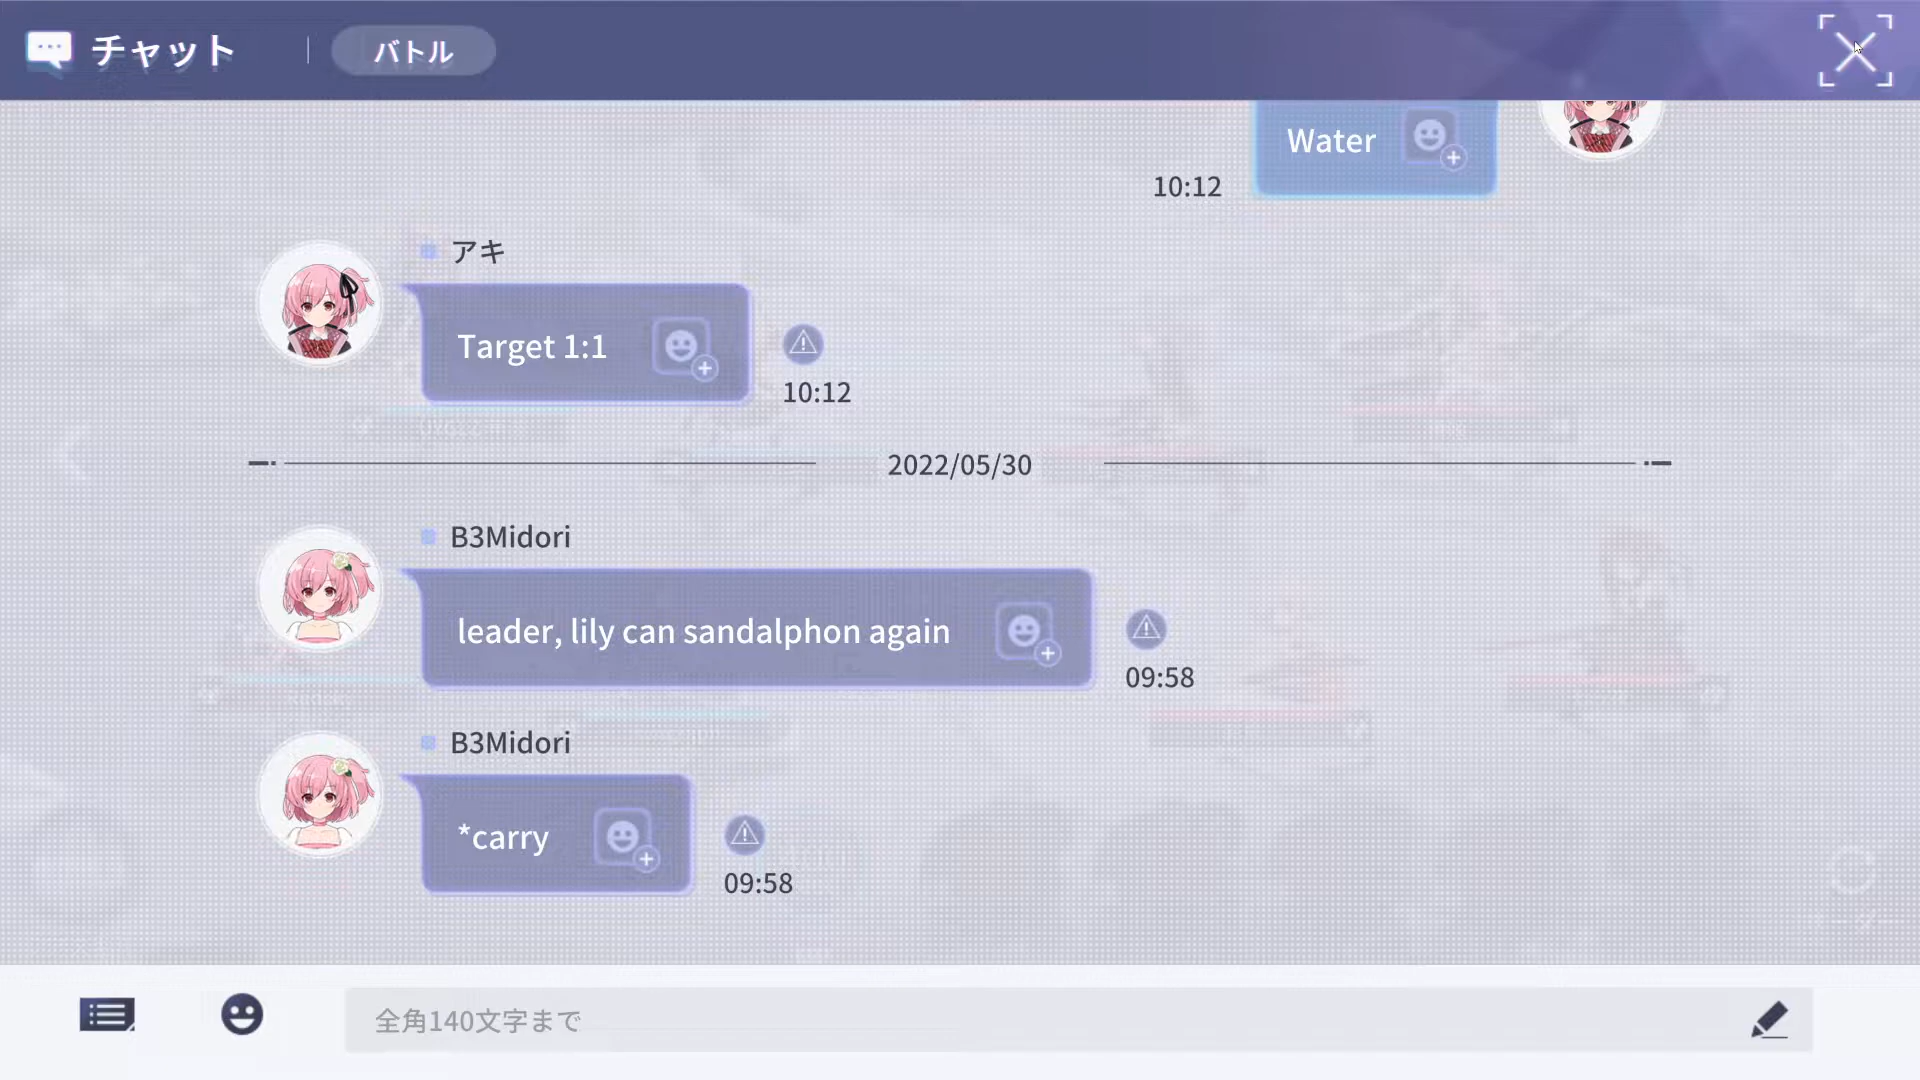 チャット
バトル
Water
10:12
アキ
Target 1:1
10:12
2022/05/30
B3Midori
leader, lily can sandalphon again
09:58
B3Midori
*carry
09:58
全角140文字まで